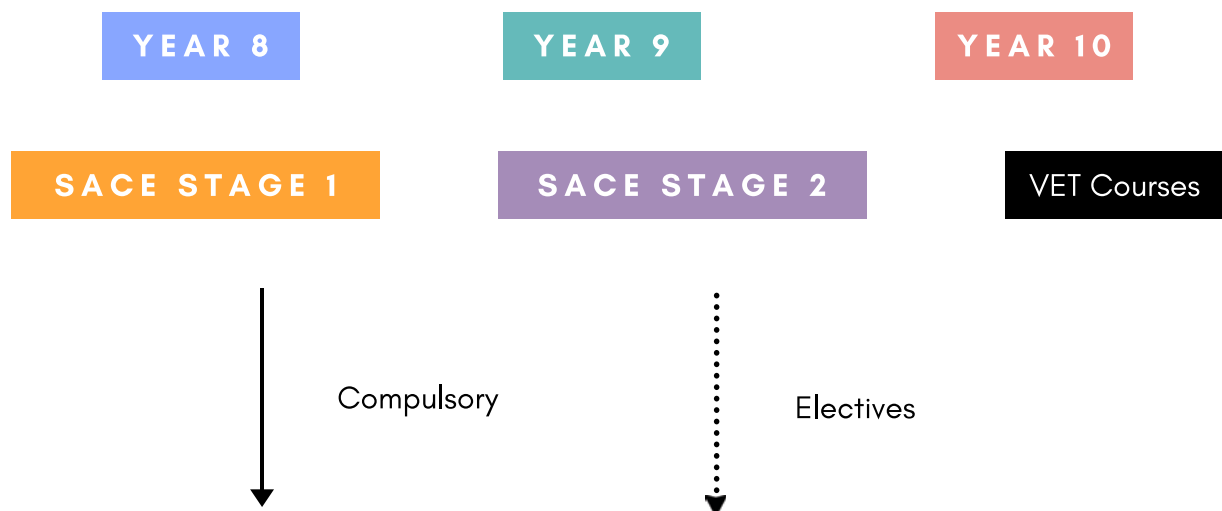 YEAR 8
YEAR 9
YEAR 10
SACE STAGE 1
SACE STAGE 2
VET Courses
Compulsory
Electives